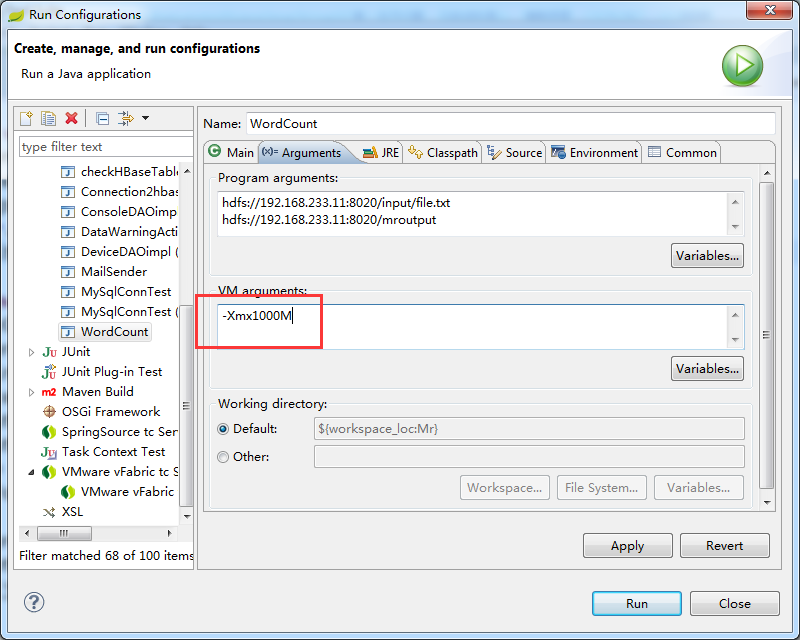 Run Configurations
Create, manage, and run configurations
Run a Java application
type filter text
checkHBaseTabl
Connection2hbas
ConsoleDAOimp
DataWarningActi
DeviceDAOimpl (
MailSender
MySqlConnTest
MySqlConnTest (
WordCount
JUnit
JUnit Plug-in Test
Maven Build
OSGi Framework
SpringSource tc Ser
Task Context Test
VMware vFabric tc S
VMware vFabric
XSL
Filter matched 68 of 100 items
Name: WordCount
Main (x)= Arguments JRE Classpath Source Environment Common
Program arguments:
hdfs://192.168.233.11:8020/input/file.txt
hdfs://192.168.233.11:8020/mroutput
Variables...
VM arguments:
-Xmx1000M
Variables...
Working directory:
Default: ${workspace_loc:Mr}
Other:
Workspace... File System... Variables...
Apply Revert
Run Close